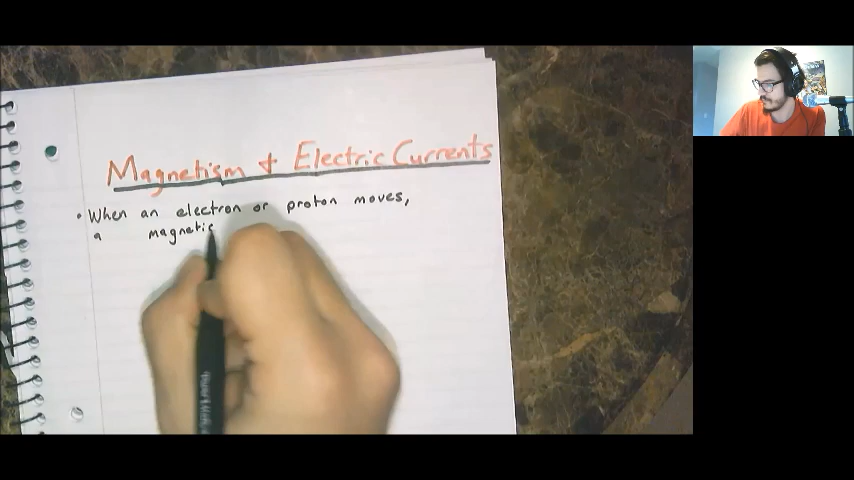 Magnetism & Electric Currents
• When an electron or proton moves,
a magnetic